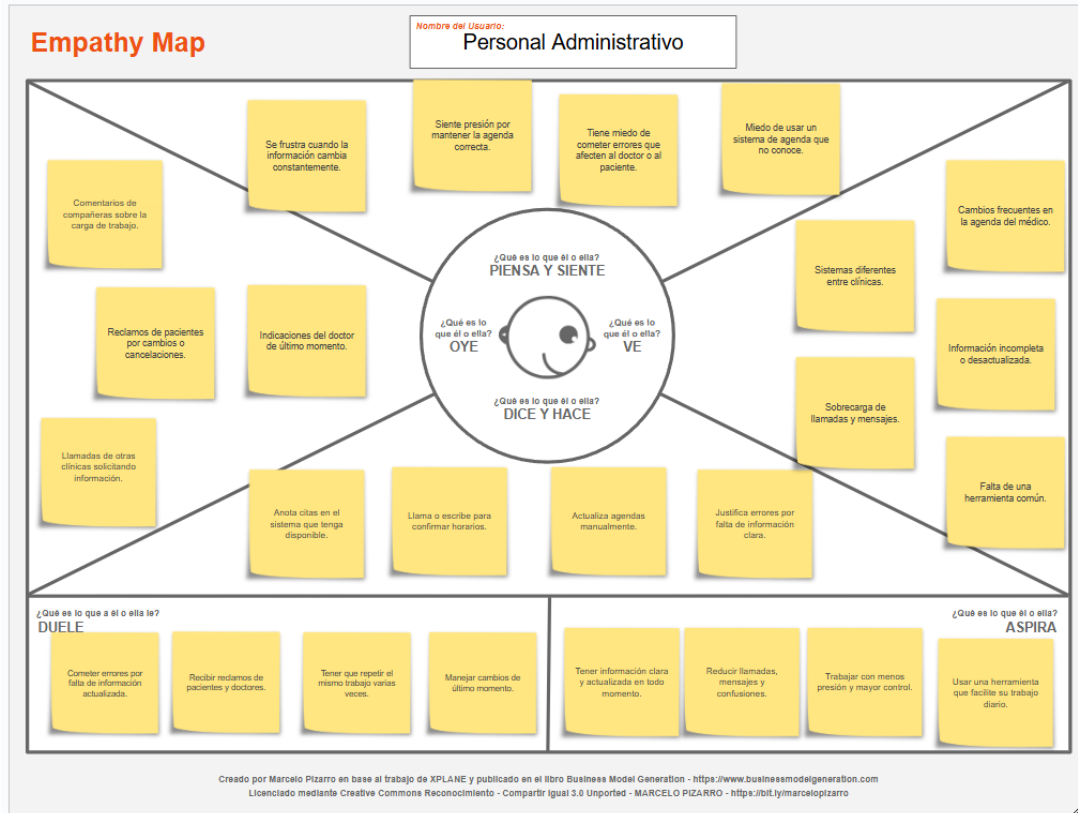 Empathy Map
Nombre del Usuario:
Personal Administrativo
Se frustra cuando la
información cambia
constantemente.
Siente presión por
mantener la agenda
correcta.
Tiene miedo de
cometer errores que
afecten al doctor o al
paciente.
Miedo de usar un
sistema de agenda que
no conoce.
Comentarios de
compañeras sobre la
carga de trabajo.
Reclamos de pacientes
por cambios o
cancelaciones.
Indicaciones del doctor
de último momento.
Llamadas de otras
clínicas solicitando
información.
¿Qué es lo que él o ella?
PIENSA Y SIENTE
¿Qué es lo
que él o ella?
OYE
¿Qué es lo
que él o ella?
VE
¿Qué es lo que él o ella?
DICE Y HACE
Cambios frecuentes en
la agenda del médico.
Sistemas diferentes
entre clínicas.
Información incompleta
o desactualizada.
Sobrecarga de
llamadas y mensajes.
Falta de una
herramienta común.
Anota citas en el
sistema que tenga
disponible.
Llama o escribe para
confirmar horarios.
Actualiza agendas
manualmente.
Justifica errores por
falta de información
clara.
¿Qué es lo que a él o ella le?
DUELE
Cometer errores por
falta de información
actualizada.
Recibir reclamos de
pacientes y doctores.
Tener que repetir el
mismo trabajo varias
veces.
Manejar cambios de
último momento.
¿Qué es lo que él o ella?
ASPIRA
Tener información clara
y actualizada en todo
momento.
Reducir llamadas,
mensajes y
confusiones.
Trabajar con menos
presión y mayor control.
Usar una herramienta
que facilite su trabajo
diario.
Creado por Marcelo Pizarro en base al trabajo de XPLANE y publicado en el libro Business Model Generation - https://www.businessmodelgeneration.com
Licenciado mediante Creative Commons Reconocimiento - Compartir Igual 3.0 Unported - MARCELO PIZARRO - https://bit.ly/marcelopizarro